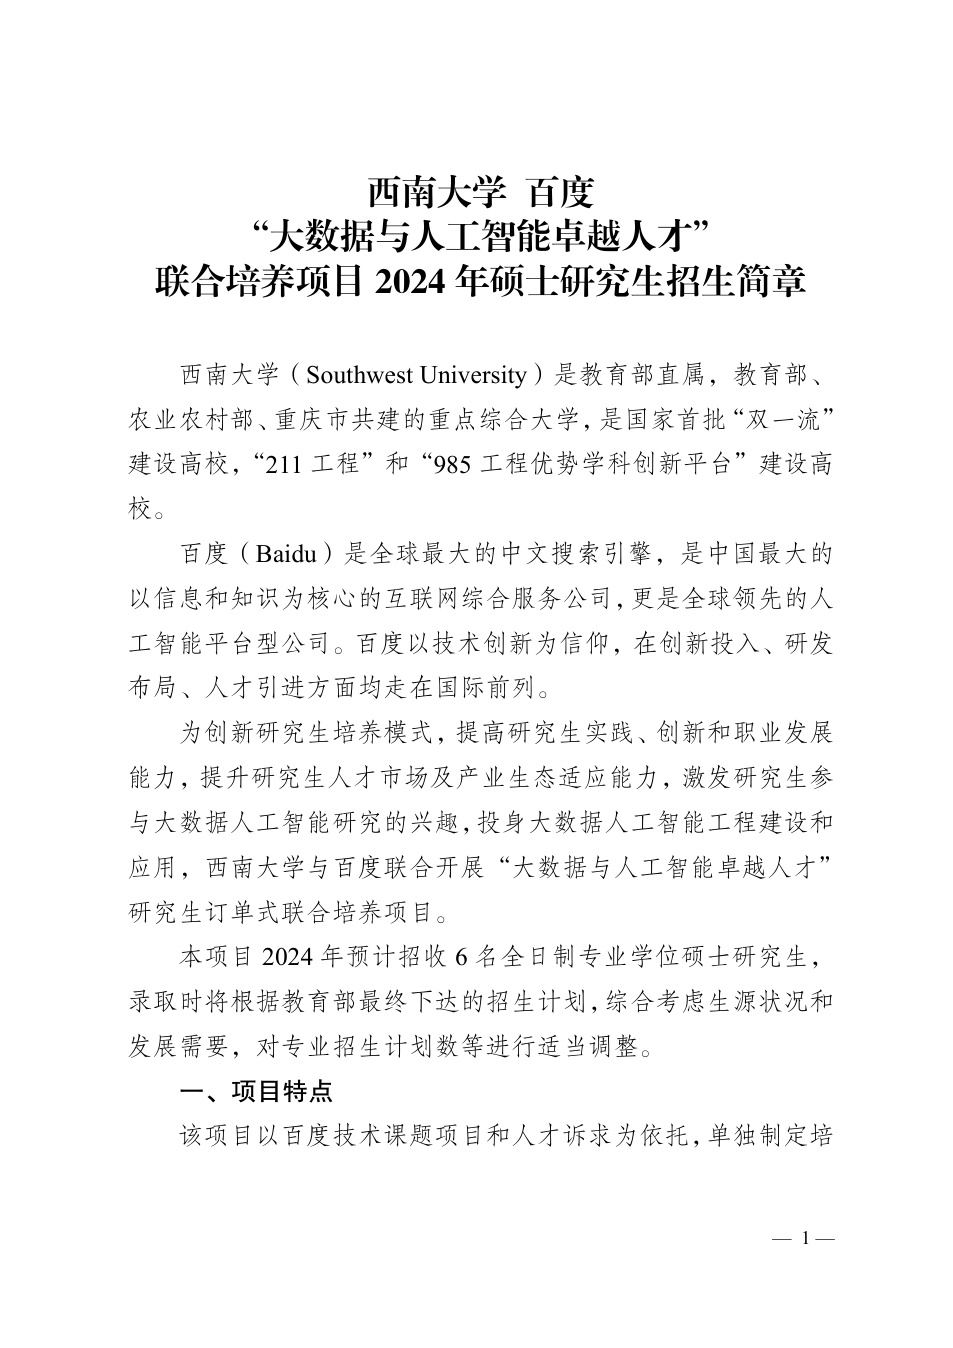 西南大学 百度
“大数据与人工智能卓越人才”
联合培养项目 2024 年硕士研究生招生简章
西南大学（Southwest University）是教育部直属，教育部、
农业农村部、重庆市共建的重点综合大学，是国家首批“双一流”
建设高校，“211 工程”和“985 工程优势学科创新平台”建设高
校。
百度（Baidu）是全球最大的中文搜索引擎，是中国最大的
以信息和知识为核心的互联网综合服务公司，更是全球领先的人
工智能平台型公司。百度以技术创新为信仰，在创新投入、研发
布局、人才引进方面均走在国际前列。
为创新研究生培养模式，提高研究生实践、创新和职业发展
能力，提升研究生人才市场及产业生态适应能力，激发研究生参
与大数据人工智能研究的兴趣，投身大数据人工智能工程建设和
应用，西南大学与百度联合开展“大数据与人工智能卓越人才”
研究生订单式联合培养项目。
本项目 2024 年预计招收 6 名全日制专业学位硕士研究生，
录取时将根据教育部最终下达的招生计划，综合考虑生源状况和
发展需要，对专业招生计划数等进行适当调整。
一、项目特点
该项目以百度技术课题项目和人才诉求为依托，单独制定培
— 1 —